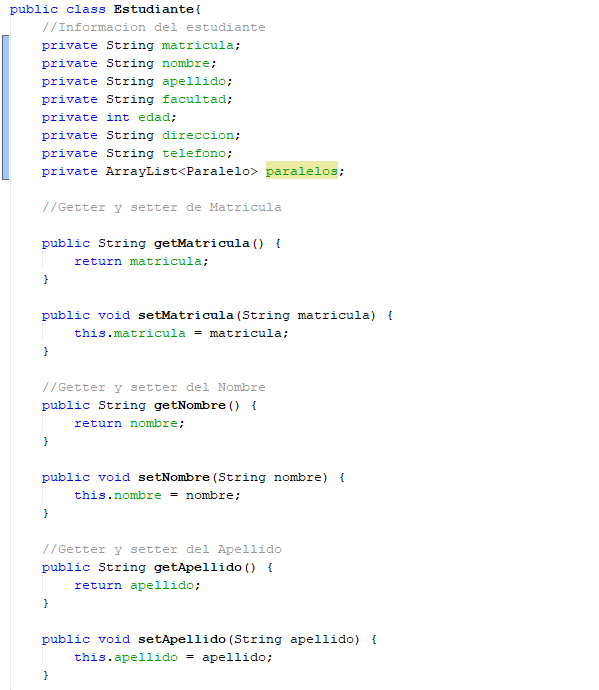 public class Estudiante{
    //Informacion del estudiante
    private String matricula;
    private String nombre;
    private String apellido;
    private String facultad;
    private int edad;
    private String direccion;
    private String telefono;
    private ArrayList<Paralelo> paralelos;

    //Getter y setter de Matricula

    public String getMatricula() {
        return matricula;
    }

    public void setMatricula(String matricula) {
        this.matricula = matricula;
    }

    //Getter y setter del Nombre
    public String getNombre() {
        return nombre;
    }

    public void setNombre(String nombre) {
        this.nombre = nombre;
    }

    //Getter y setter del Apellido
    public String getApellido() {
        return apellido;
    }

    public void setApellido(String apellido) {
        this.apellido = apellido;
    }